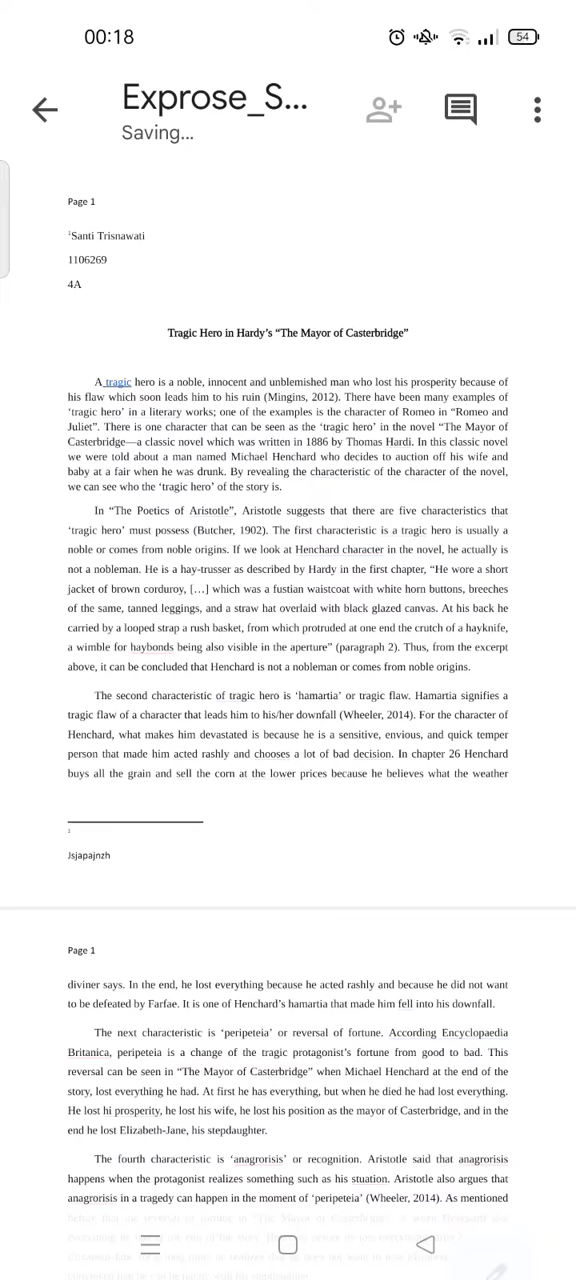 00:18
54
Exprose_S...
Saving...
Page 1
1Santi Trisnawati
1106269
4A
Tragic Hero in Hardy's “The Mayor of Casterbridge”
A tragic hero is a noble, innocent and unblemished man who lost his prosperity because of
his flaw which soon leads him to his ruin (Mingins, 2012). There have been many examples of
‘tragic hero’ in a literary works; one of the examples is the character of Romeo in “Romeo and
Juliet”. There is one character that can be seen as the ‘tragic hero’ in the novel “The Mayor of
Casterbridge—a classic novel which was written in 1886 by Thomas Hardi. In this classic novel
we were told about a man named Michael Henchard who decides to auction off his wife and
baby at a fair when he was drunk. By revealing the characteristic of the character of the novel,
we can see who the ‘tragic hero’ of the story is.
In “The Poetics of Aristotle”, Aristotle suggests that there are five characteristics that
‘tragic hero’ must possess (Butcher, 1902). The first characteristic is a tragic hero is usually a
noble or comes from noble origins. If we look at Henchard character in the novel, he actually is
not a nobleman. He is a hay-trusser as described by Hardy in the first chapter, “He wore a short
jacket of brown corduroy, […] which was a fustian waistcoat with white horn buttons, breeches
of the same, tanned leggings, and a straw hat overlaid with black glazed canvas. At his back he
carried by a looped strap a rush basket, from which protruded at one end the crutch of a hayknife,
a wimble for haybonds being also visible in the aperture” (paragraph 2). Thus, from the excerpt
above, it can be concluded that Henchard is not a nobleman or comes from noble origins.
The second characteristic of tragic hero is ‘hamartia’ or tragic flaw. Hamartia signifies a
tragic flaw of a character that leads him to his/her downfall (Wheeler, 2014). For the character of
Henchard, what makes him devastated is because he is a sensitive, envious, and quick temper
person that made him acted rashly and chooses a lot of bad decision. In chapter 26 Henchard
buys all the grain and sell the corn at the lower prices because he believes what the weather
Jsjapajnzh
Page 1
diviner says. In the end, he lost everything because he acted rashly and because he did not want
to be defeated by Farfae. It is one of Henchard's hamartia that made him fell into his downfall.
The next characteristic is ‘peripeteia’ or reversal of fortune. According Encyclopaedia
Britanica, peripeteia is a change of the tragic protagonist's fortune from good to bad. This
reversal can be seen in “The Mayor of Casterbridge” when Michael Henchard at the end of the
story, lost everything he had. At first he has everything, but when he died he had lost everything.
He lost hi prosperity, he lost his wife, he lost his position as the mayor of Casterbridge, and in the
end he lost Elizabeth-Jane, his stepdaughter.
The fourth characteristic is ‘anagrorisis’ or recognition. Aristotle said that anagrorisis
happens when the protagonist realizes something such as his stuation. Aristotle also argues that
anagrorisis in a tragedy can happen in the moment of ‘peripeteia’ (Wheeler, 2014). As mentioned